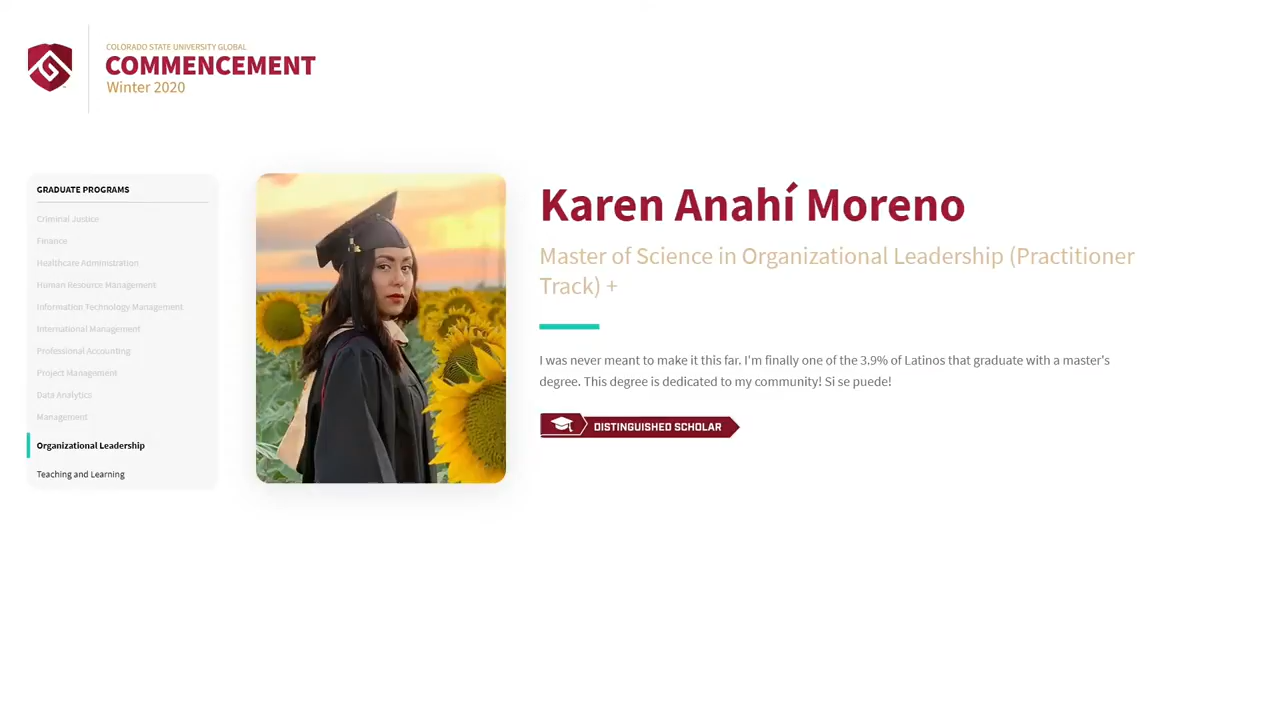 COLORADO STATE UNIVERSITY GLOBAL
COMMENCEMENT
Winter 2020
GRADUATE PROGRAMS
Criminal Justice
Finance
Healthcare Administration
Human Resource Management
Information Technology Management
International Management
Professional Accounting
Project Management
Data Analytics
Management
Organizational Leadership
Teaching and Learning
Karen Anahí Moreno
Master of Science in Organizational Leadership (Practitioner
Track) +
I was never meant to make it this far. I'm finally one of the 3.9% of Latinos that graduate with a master's
degree. This degree is dedicated to my community! Si se puede!
DISTINGUISHED SCHOLAR